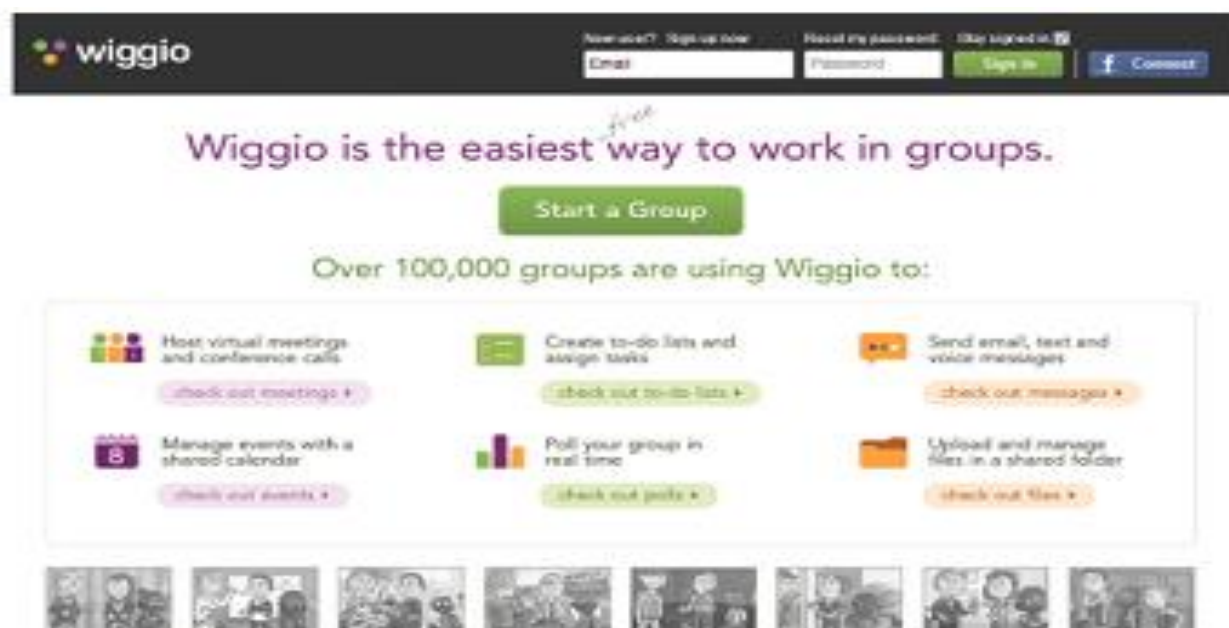 wiggio
New user? Sign up now
Reset my password
Stay signed in
Email
Password
Sign In
f Connect
free
Wiggio is the easiest way to work in groups.
Start a Group
Over 100,000 groups are using Wiggio to:
Host virtual meetings
and conference calls
check out meetings
Create to-do lists and
assign tasks
check out to-do lists
Send email, text and
voice messages
check out messages
8
Manage events with a
shared calendar
check out events
Poll your group in
real time
check out polls
Upload and manage
files in a shared folder
check out files